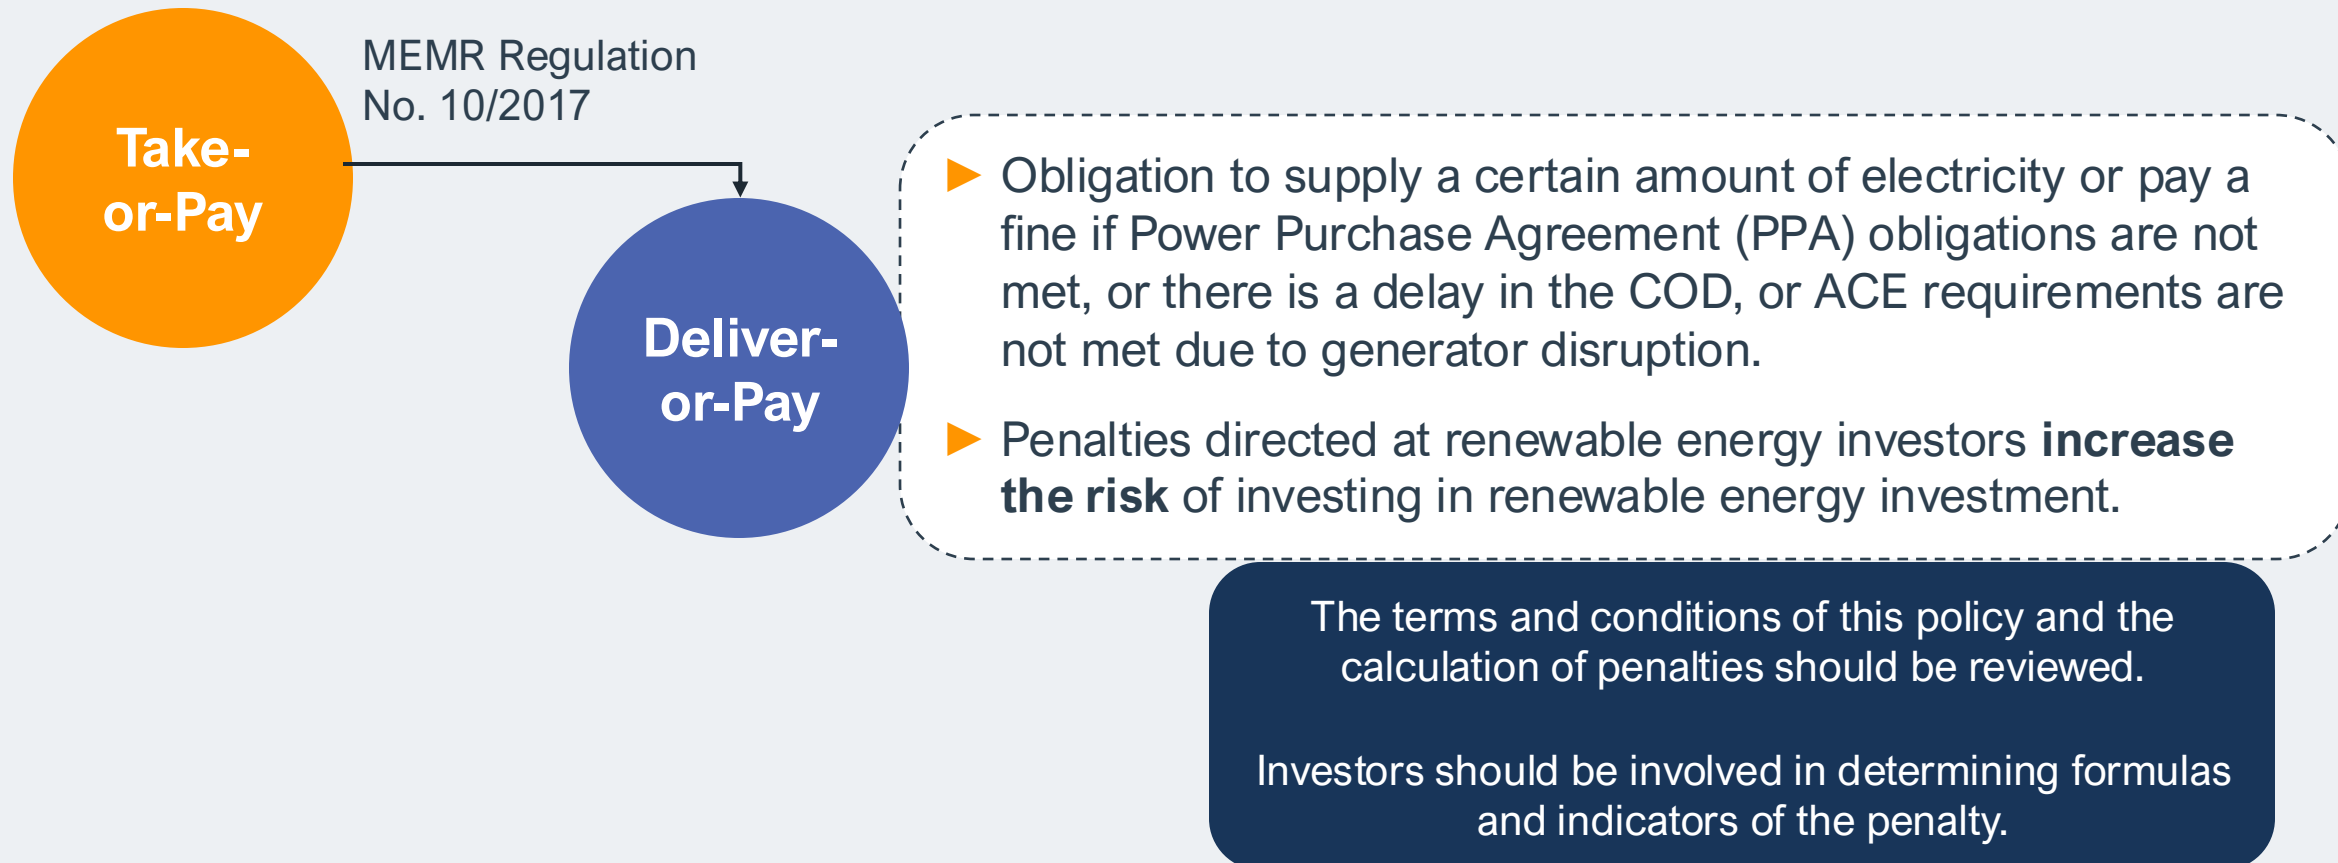 Take-
or-Pay
MEMR Regulation
No. 10/2017
Deliver-
or-Pay
► Obligation to supply a certain amount of electricity or pay a
fine if Power Purchase Agreement (PPA) obligations are not
met, or there is a delay in the COD, or ACE requirements are
not met due to generator disruption.
► Penalties directed at renewable energy investors increase
the risk of investing in renewable energy investment.
The terms and conditions of this policy and the
calculation of penalties should be reviewed.
Investors should be involved in determining formulas
and indicators of the penalty.